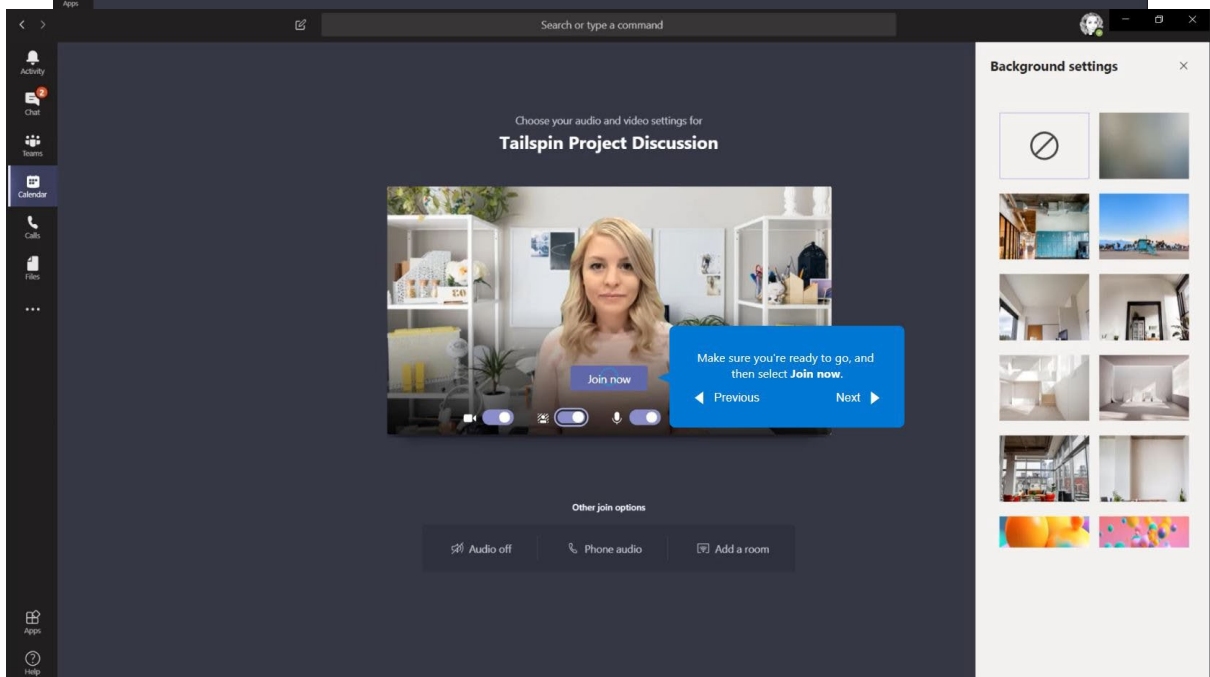 Apps
Search or type a command
Activity
2
Chat
Teams
Calendar
Calls
Files
Apps
Help
Choose your audio and video settings for
Tailspin Project Discussion
Join now
Make sure you're ready to go, and
then select Join now.
Previous
Next
Other join options
Audio off
Phone audio
Add a room
Background settings